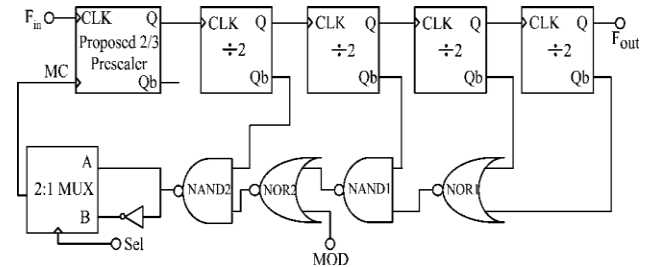 F_in
CLK Q
Proposed 2/3
Prescaler
Qb
MC
CLK Q
÷2
Qb
CLK Q
÷2
Qb
CLK Q
÷2
Qb
CLK Q
÷2
Qb
F_out
A
2:1 MUX
B
Sel
NAND2
NOR2
NAND1
NOR1
MOD